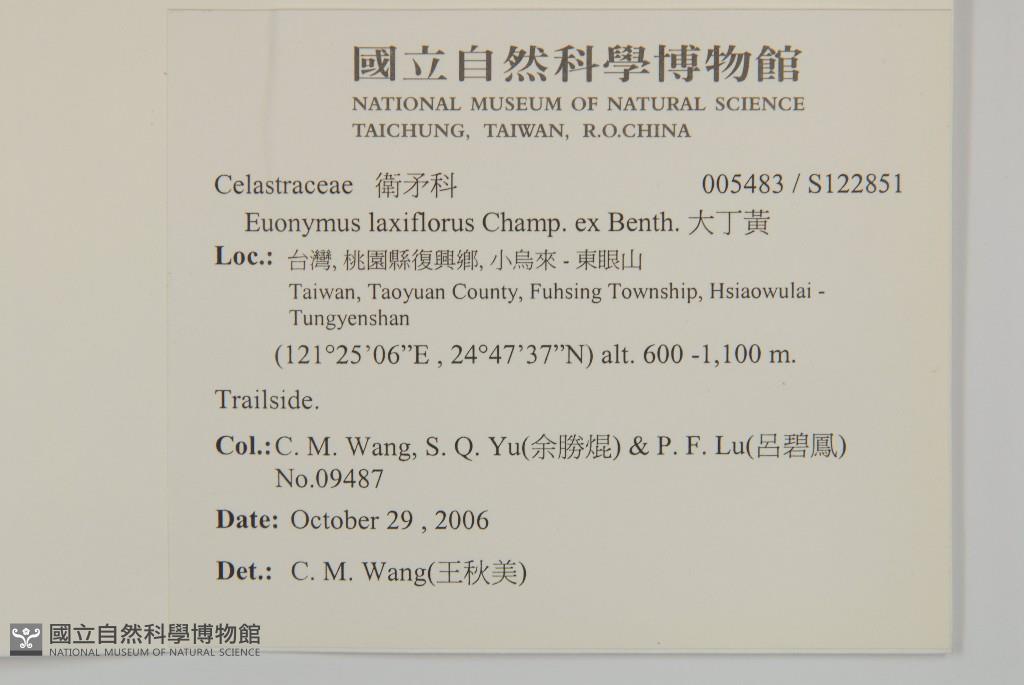 國立自然科學博物館
NATIONAL MUSEUM OF NATURAL SCIENCE
TAICHUNG, TAIWAN, R.O.CHINA
Celastraceae 衛矛科 005483 / S122851
Euonymus laxiflorus Champ. ex Benth. 大丁黃
Loc.: 台灣, 桃園縣復興鄉, 小烏來 - 東眼山
Taiwan, Taoyuan County, Fuhsing Township, Hsiaowulai -
Tungyenshan
(121°25’06”E , 24°47’37”N) alt. 600 -1,100 m.
Trailside.
Col.: C. M. Wang, S. Q. Yu(余勝焜) & P. F. Lu(呂碧鳳)
No.09487
Date: October 29 , 2006
Det.: C. M. Wang(王秋美)
國立自然科學博物館
NATIONAL MUSEUM OF NATURAL SCIENCE